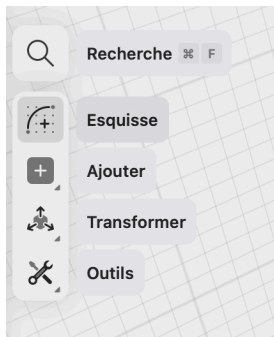 Recherche ⌘ F
Esquisse
Ajouter
Transformer
Outils